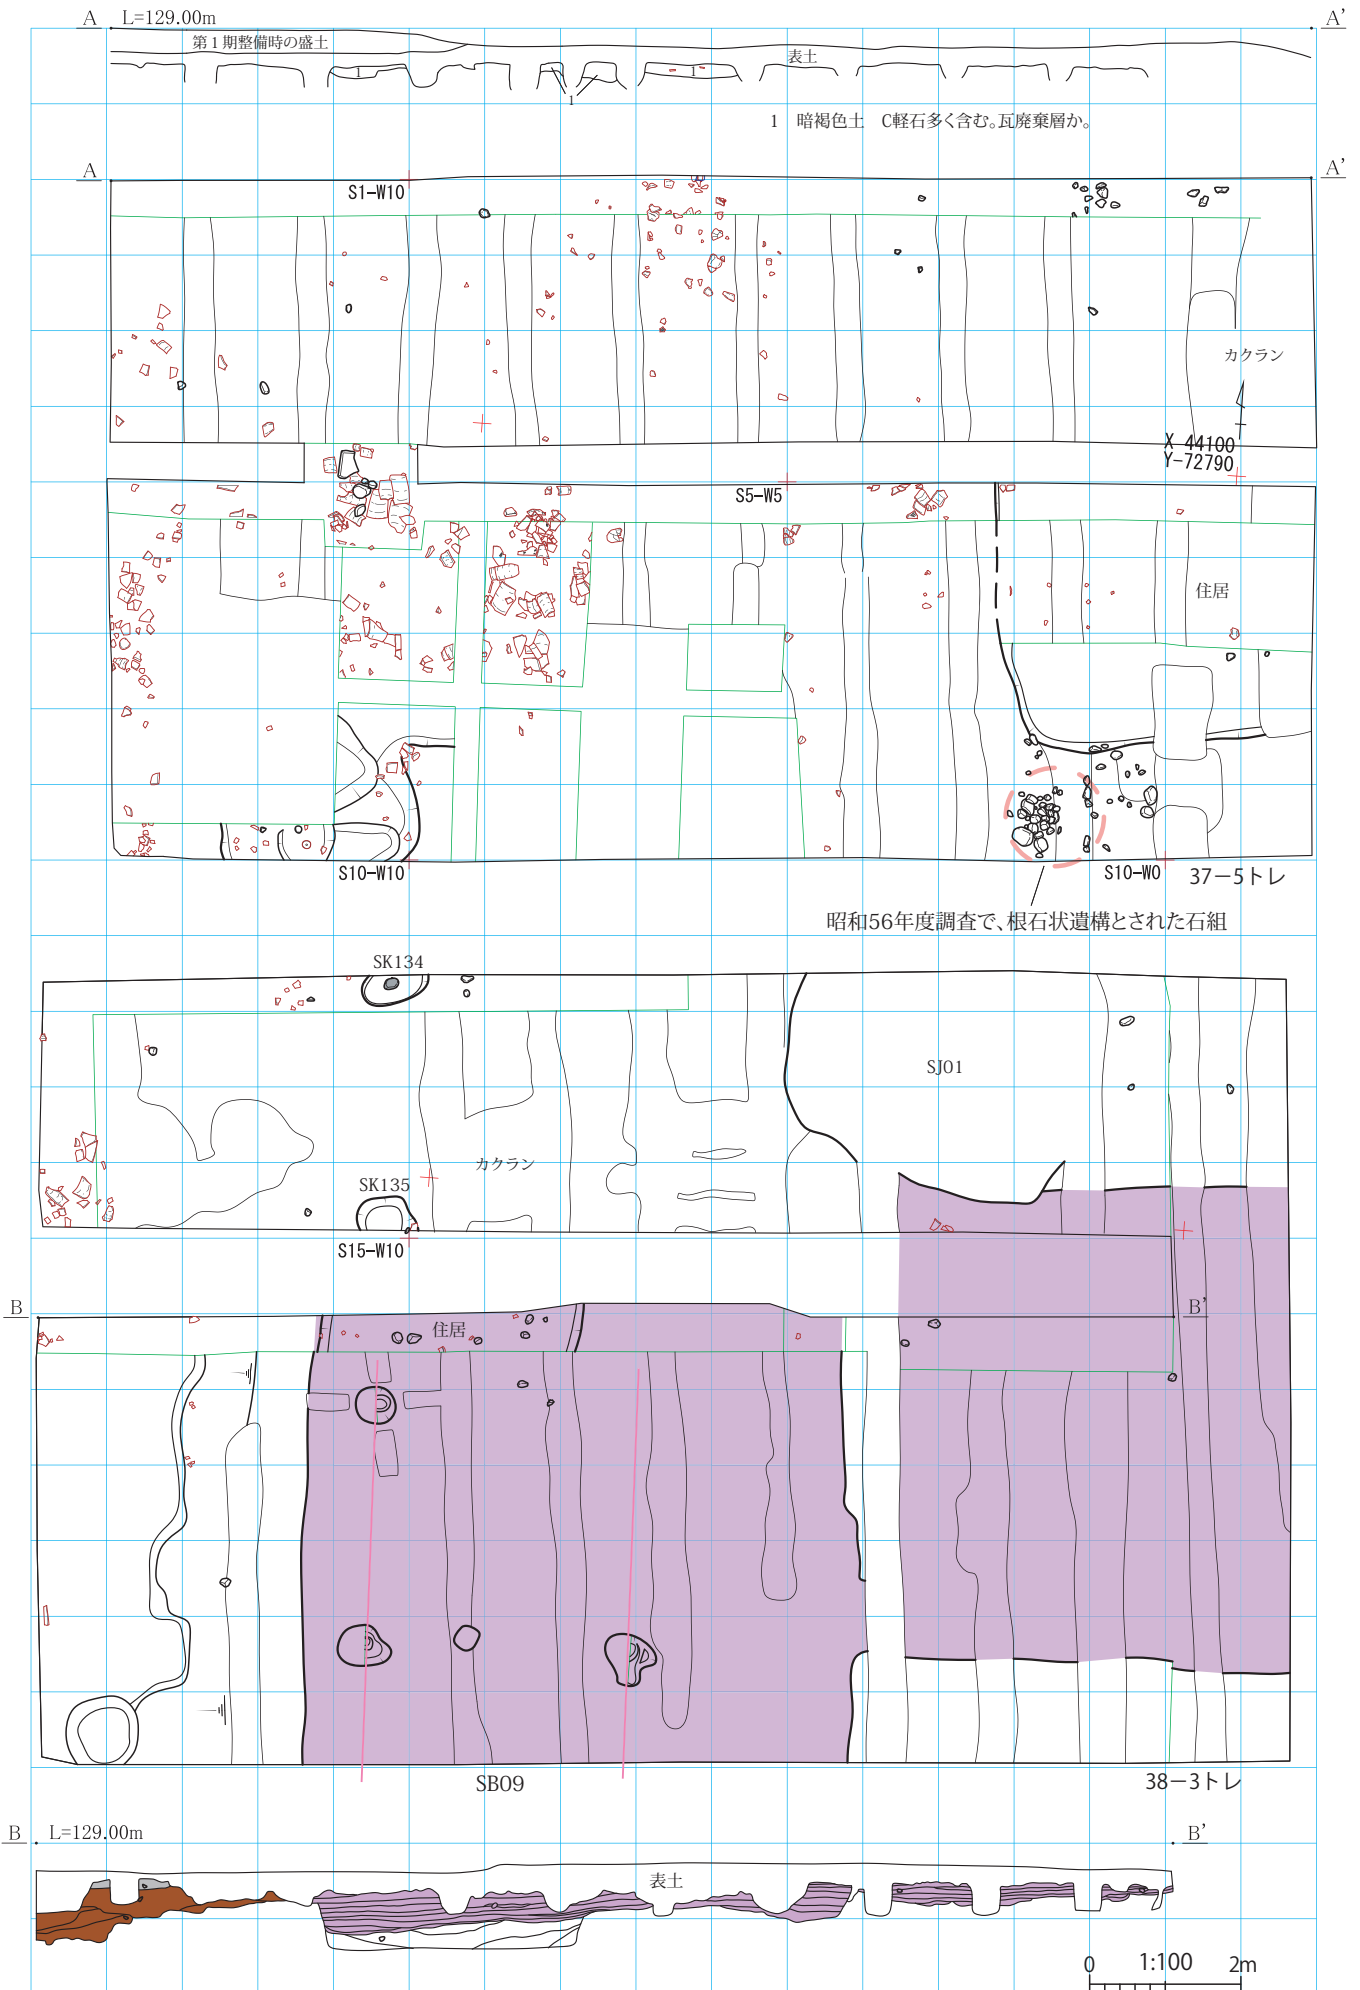 A L=129.00m A'
第1期整備時の盛土
表土
1
1
1
1 暗褐色土 C軽石多く含む。瓦廃棄層か。
A A'
S1-W10
カクラン
X 44100
Y-72790
S5-W5
住居
S10-W10
S10-W0
37-5トレ
昭和56年度調査で、根石状遺構とされた石組
SK134
SJ01
カクラン
SK135
S15-W10
B B'
住居
SB09
38-3トレ
B L=129.00m B'
表土
0 1:100 2m